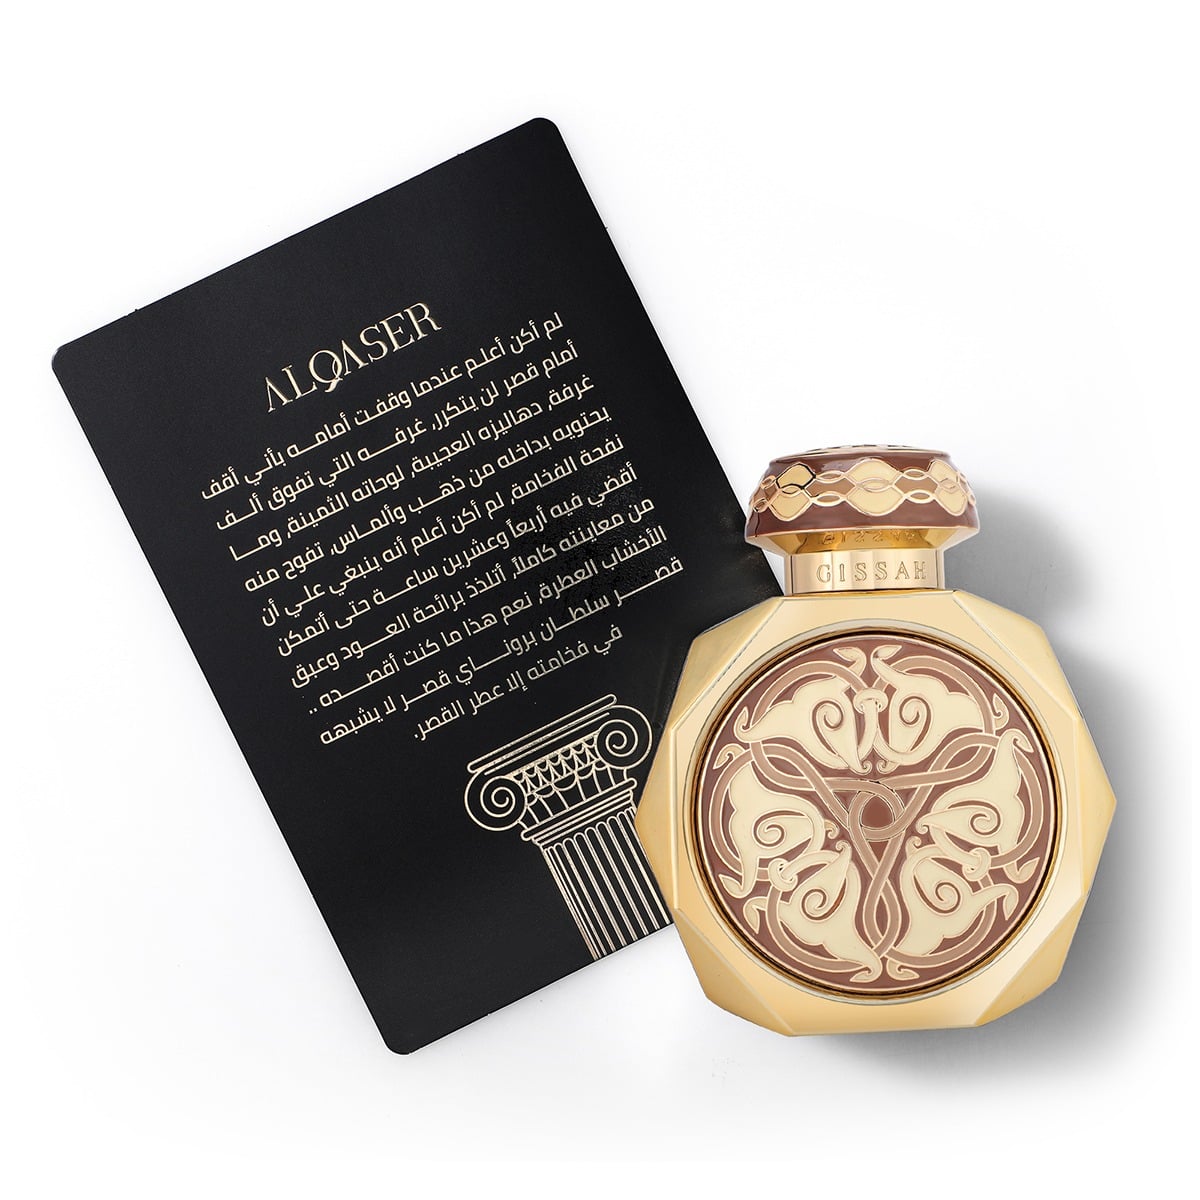 ALQASER
لم أكن أعلم عندما وقفت أمامه بأني أقف
أمام قصر لن يتكرر، غرفه التي تفوق ألف
غرفة، دهاليزه العجيبة، لوحاته الثمينة، وما
يحتويه بداخله من ذهب وألماس، تفوح منه
نفحة الفخامة، لم أكن أعلم أنه ينبغي علي أن
أقضي فيه أربعاً وعشرين ساعة حتى أتمكن
من معاينته كاملاً، أتلذذ برائحة العود وعبق
الأخشاب العطرة، نعم هذا ما كنت أقصده ..
قصر سلطان بروناي قصر لا يشبهه
في فخامته إلا عطر القصر.
GISSAH